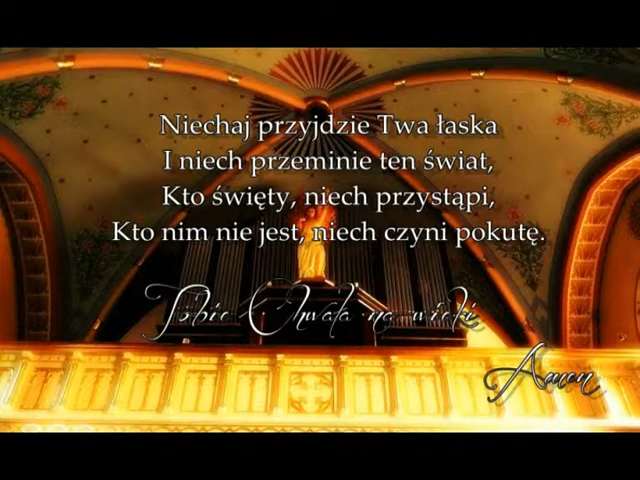 Niechaj przyjdzie Twa łaska
I niech przeminie ten świat,
Kto święty, niech przystąpi,
Kto nim nie jest, niech czyni pokutę.
Tobie Chwała na wieki
Amen